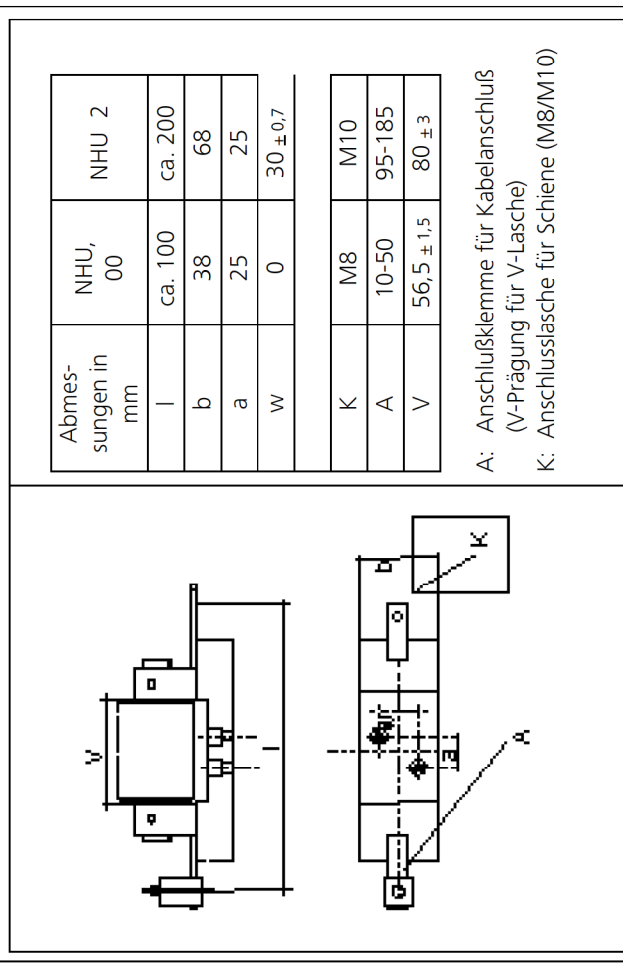 Abmes- NHU, NHU 2
sungen in 00
mm
l ca. 100 ca. 200
b 38 68
a 25 25
w 0 30 ± 0,7
K M8 M10
A 10-50 95-185
V 56,5 ± 1,5 80 ± 3
A: Anschlußklemme für Kabelanschluß
(V-Prägung für V-Lasche)
K: Anschlusslasche für Schiene (M8/M10)
V
l
b
K
a
A